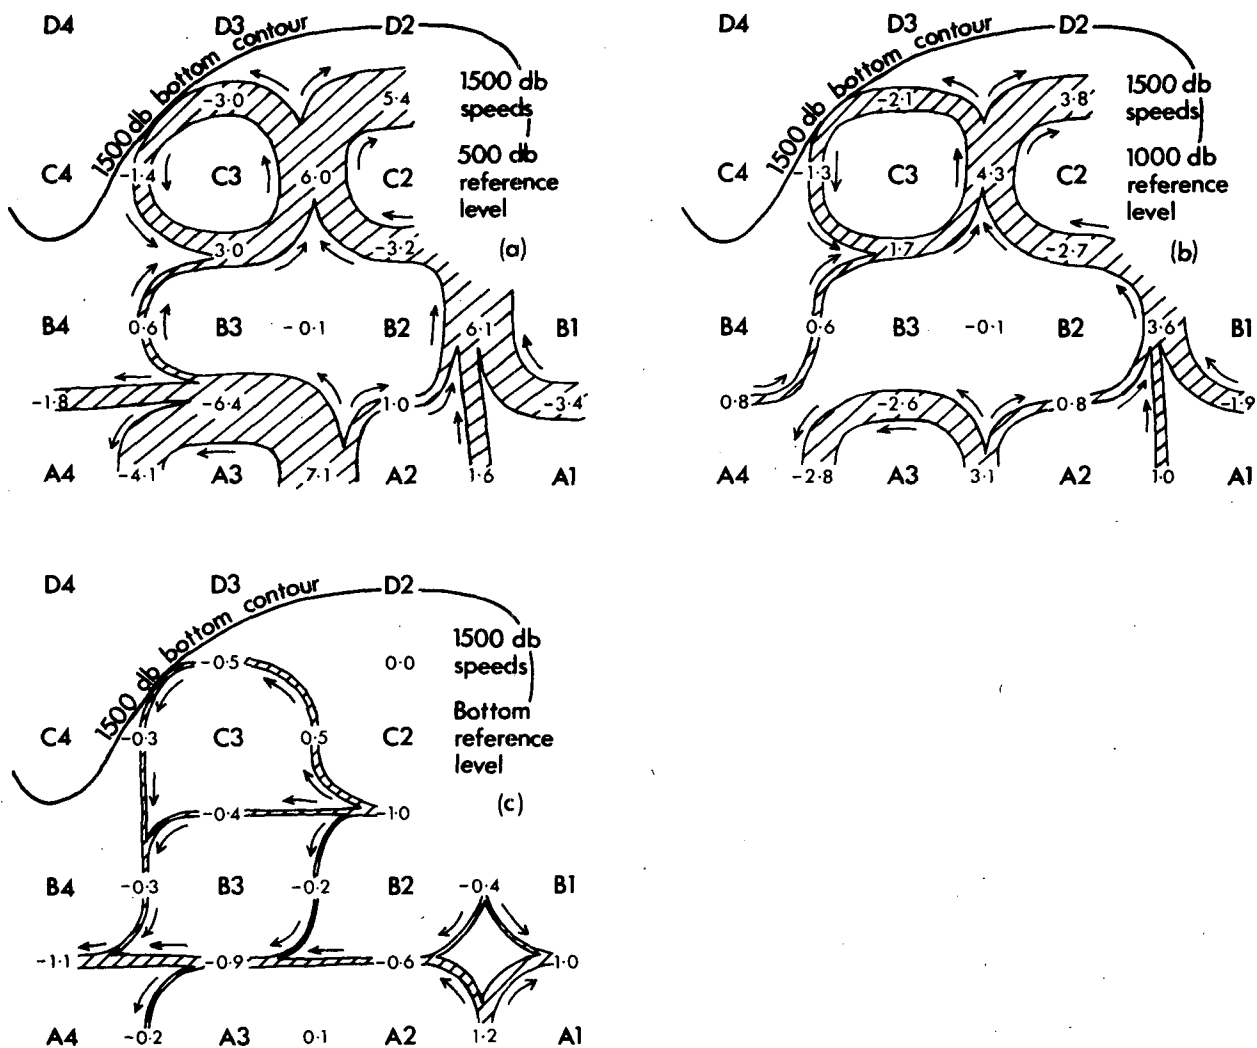 D4 D3 D2
1500 db bottom contour
-3·0 5·4
1500 db
speeds
500 db
reference
level
C4 -1·4 C3 6·0 C2
3·0 -3·2
(a)
B4 0·6 B3 -0·1 B2 6·1 B1
-1·8 -6·4 1·0 -3·4
A4 -4·1 A3 7·1 A2 1·6 A1
D4 D3 D2
1500 db bottom contour
-2·1 3·8
1500 db
speeds
1000 db
reference
level
C4 -1·3 C3 4·3 C2
1·7 -2·7
(b)
B4 0·6 B3 -0·1 B2 3·6 B1
0·8 -2·6 0·8 -1·9
A4 -2·8 A3 3·1 A2 1·0 A1
D4 D3 D2
1500 db bottom contour
-0·5 0·0
1500 db
speeds
Bottom
reference
level
C4 -0·3 C3 0·5 C2
-0·4 -1·0
(c)
B4 -0·3 B3 -0·2 B2 -0·4 B1
-1·1 -0·9 -0·6 1·0
A4 -0·2 A3 0·1 A2 1·2 A1